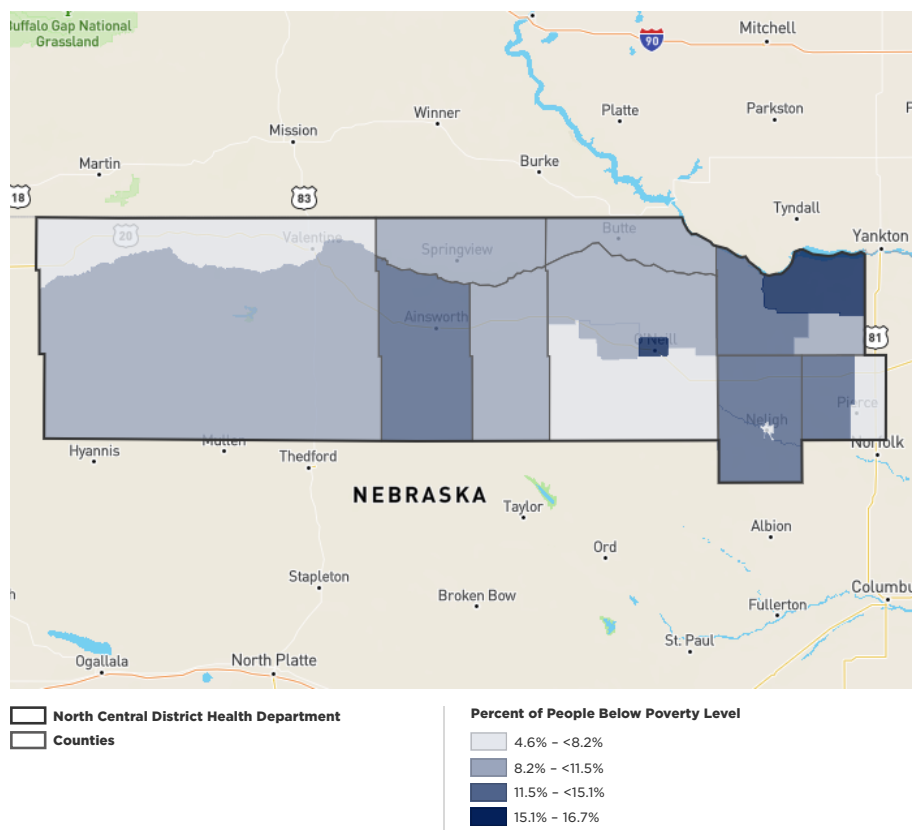 Buffalo Gap National
Grassland
90
Mitchell
Winner
Platte
Parkston
Mission
Martin
Burke
18
83
Tyndall
Yankton
20
Valentine
Springview
Butte
Ainsworth
O'Neill
81
Pierce
Neligh
Hyannis
Mullen
Thedford
Norfolk
NEBRASKA
Taylor
Albion
Ord
Stapleton
Broken Bow
Columbu
Fullerton
St. Paul
Ogallala
North Platte
North Central District Health Department
Counties
Percent of People Below Poverty Level
4.6% – <8.2%
8.2% – <11.5%
11.5% – <15.1%
15.1% – 16.7%